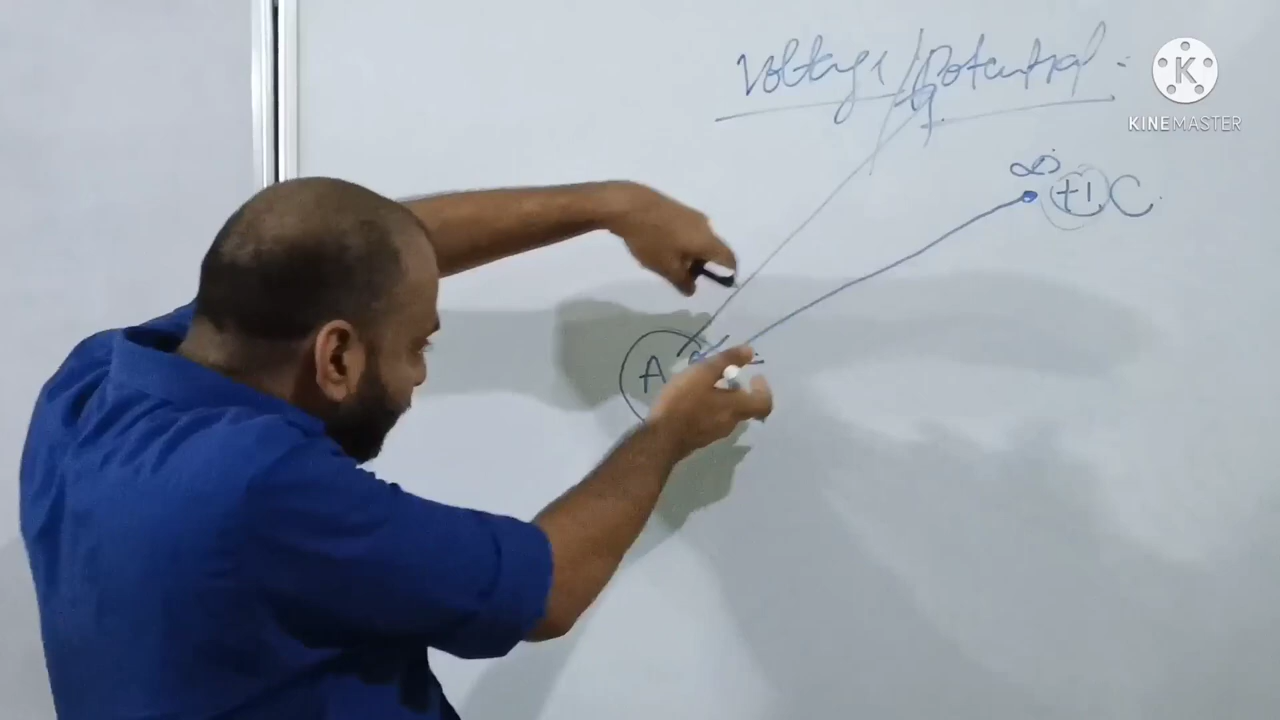 Voltage/Potential :
KINEMASTER
∞
+1 C
A